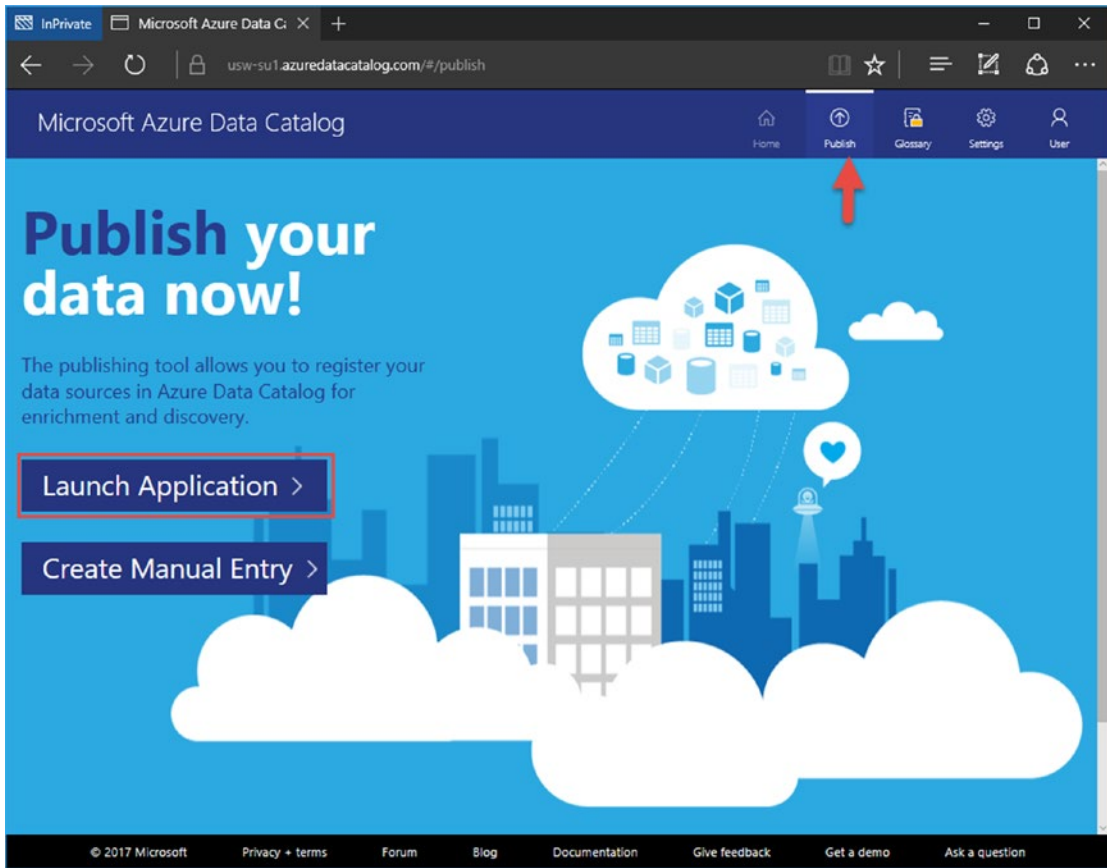 InPrivate
Microsoft Azure Data Ca
usw-su1.azuredatacatalog.com/#/publish
Microsoft Azure Data Catalog
Home
Publish
Glossary
Settings
User
Publish your
data now!
The publishing tool allows you to register your
data sources in Azure Data Catalog for
enrichment and discovery.
Launch Application >
Create Manual Entry >
© 2017 Microsoft Privacy + terms Forum Blog Documentation Give feedback Get a demo Ask a question